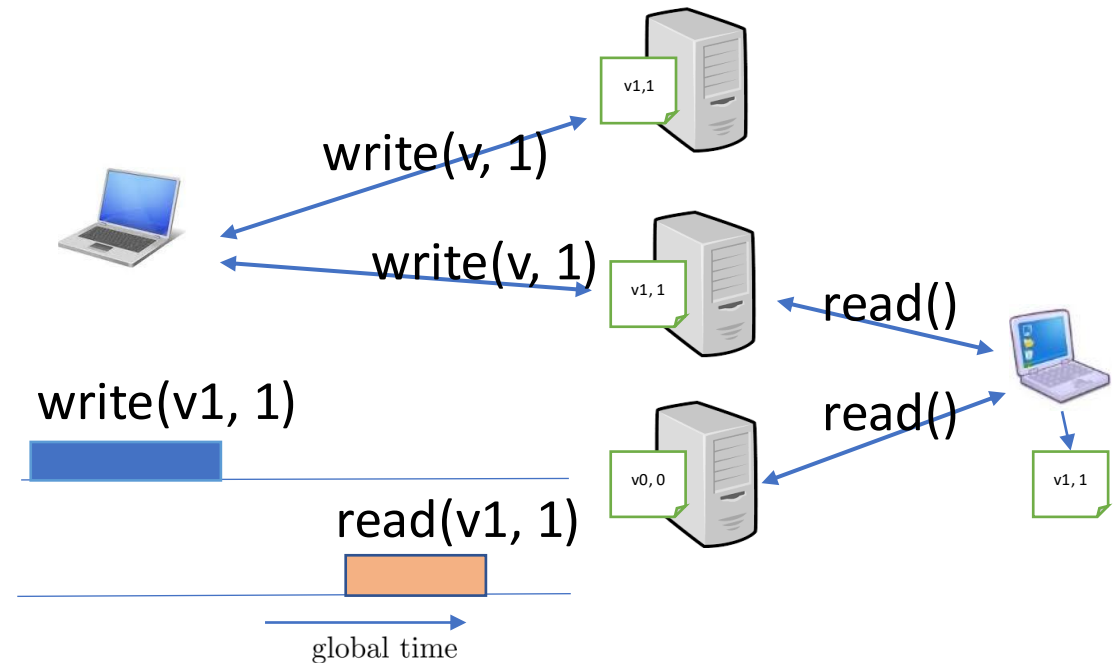 v1,1
write(v, 1)
write(v, 1)
v1, 1
read()
write(v1, 1)
read()
v0, 0
v1, 1
read(v1, 1)
global time